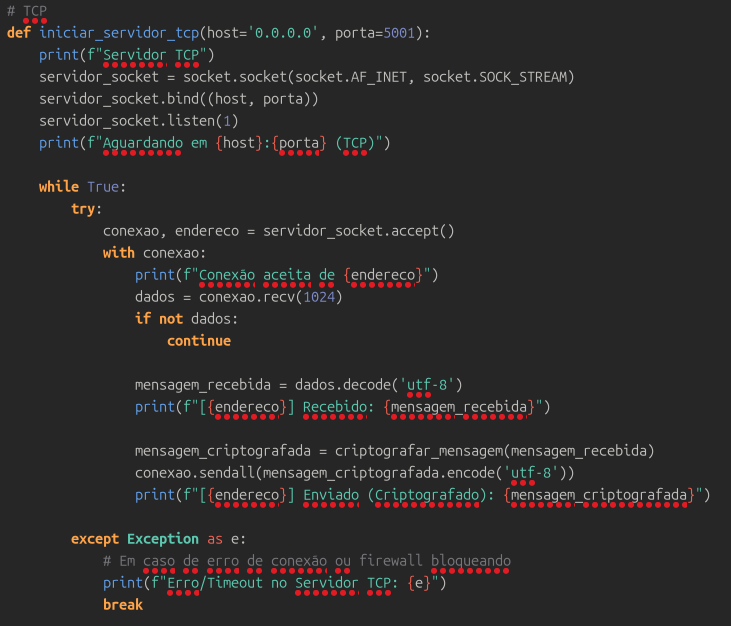 # TCP
def iniciar_servidor_tcp(host='0.0.0.0', porta=5001):
    print(f"Servidor TCP")
    servidor_socket = socket.socket(socket.AF_INET, socket.SOCK_STREAM)
    servidor_socket.bind((host, porta))
    servidor_socket.listen(1)
    print(f"Aguardando em {host}:{porta} (TCP)")

    while True:
        try:
            conexao, endereco = servidor_socket.accept()
            with conexao:
                print(f"Conexão aceita de {endereco}")
                dados = conexao.recv(1024)
                if not dados:
                    continue

                mensagem_recebida = dados.decode('utf-8')
                print(f"[{endereco}] Recebido: {mensagem_recebida}")

                mensagem_criptografada = criptografar_mensagem(mensagem_recebida)
                conexao.sendall(mensagem_criptografada.encode('utf-8'))
                print(f"[{endereco}] Enviado (Criptografado): {mensagem_criptografada}")

        except Exception as e:
            # Em caso de erro de conexão ou firewall bloqueando
            print(f"Erro/Timeout no Servidor TCP: {e}")
            break